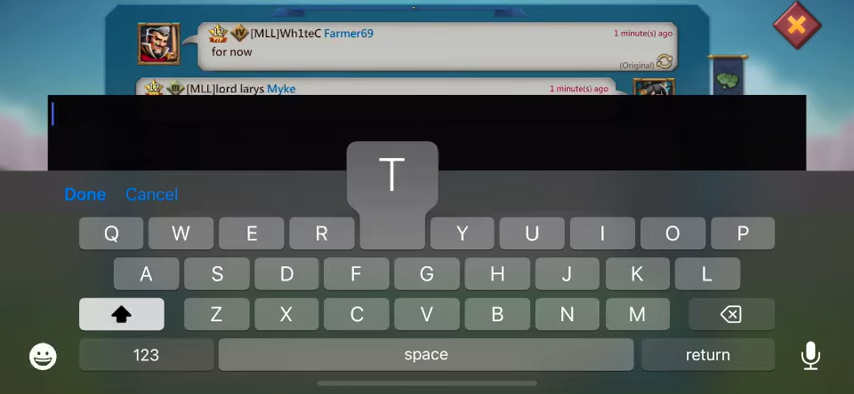 [MLL]Wh1teC Farmer69
1 minute(s) ago
for now
(Original)
[MLL]lord larys Myke
1 minute(s) ago
T
Done Cancel
Q W E R Y U I O P
A S D F G H J K L
Z X C V B N M
123 space return